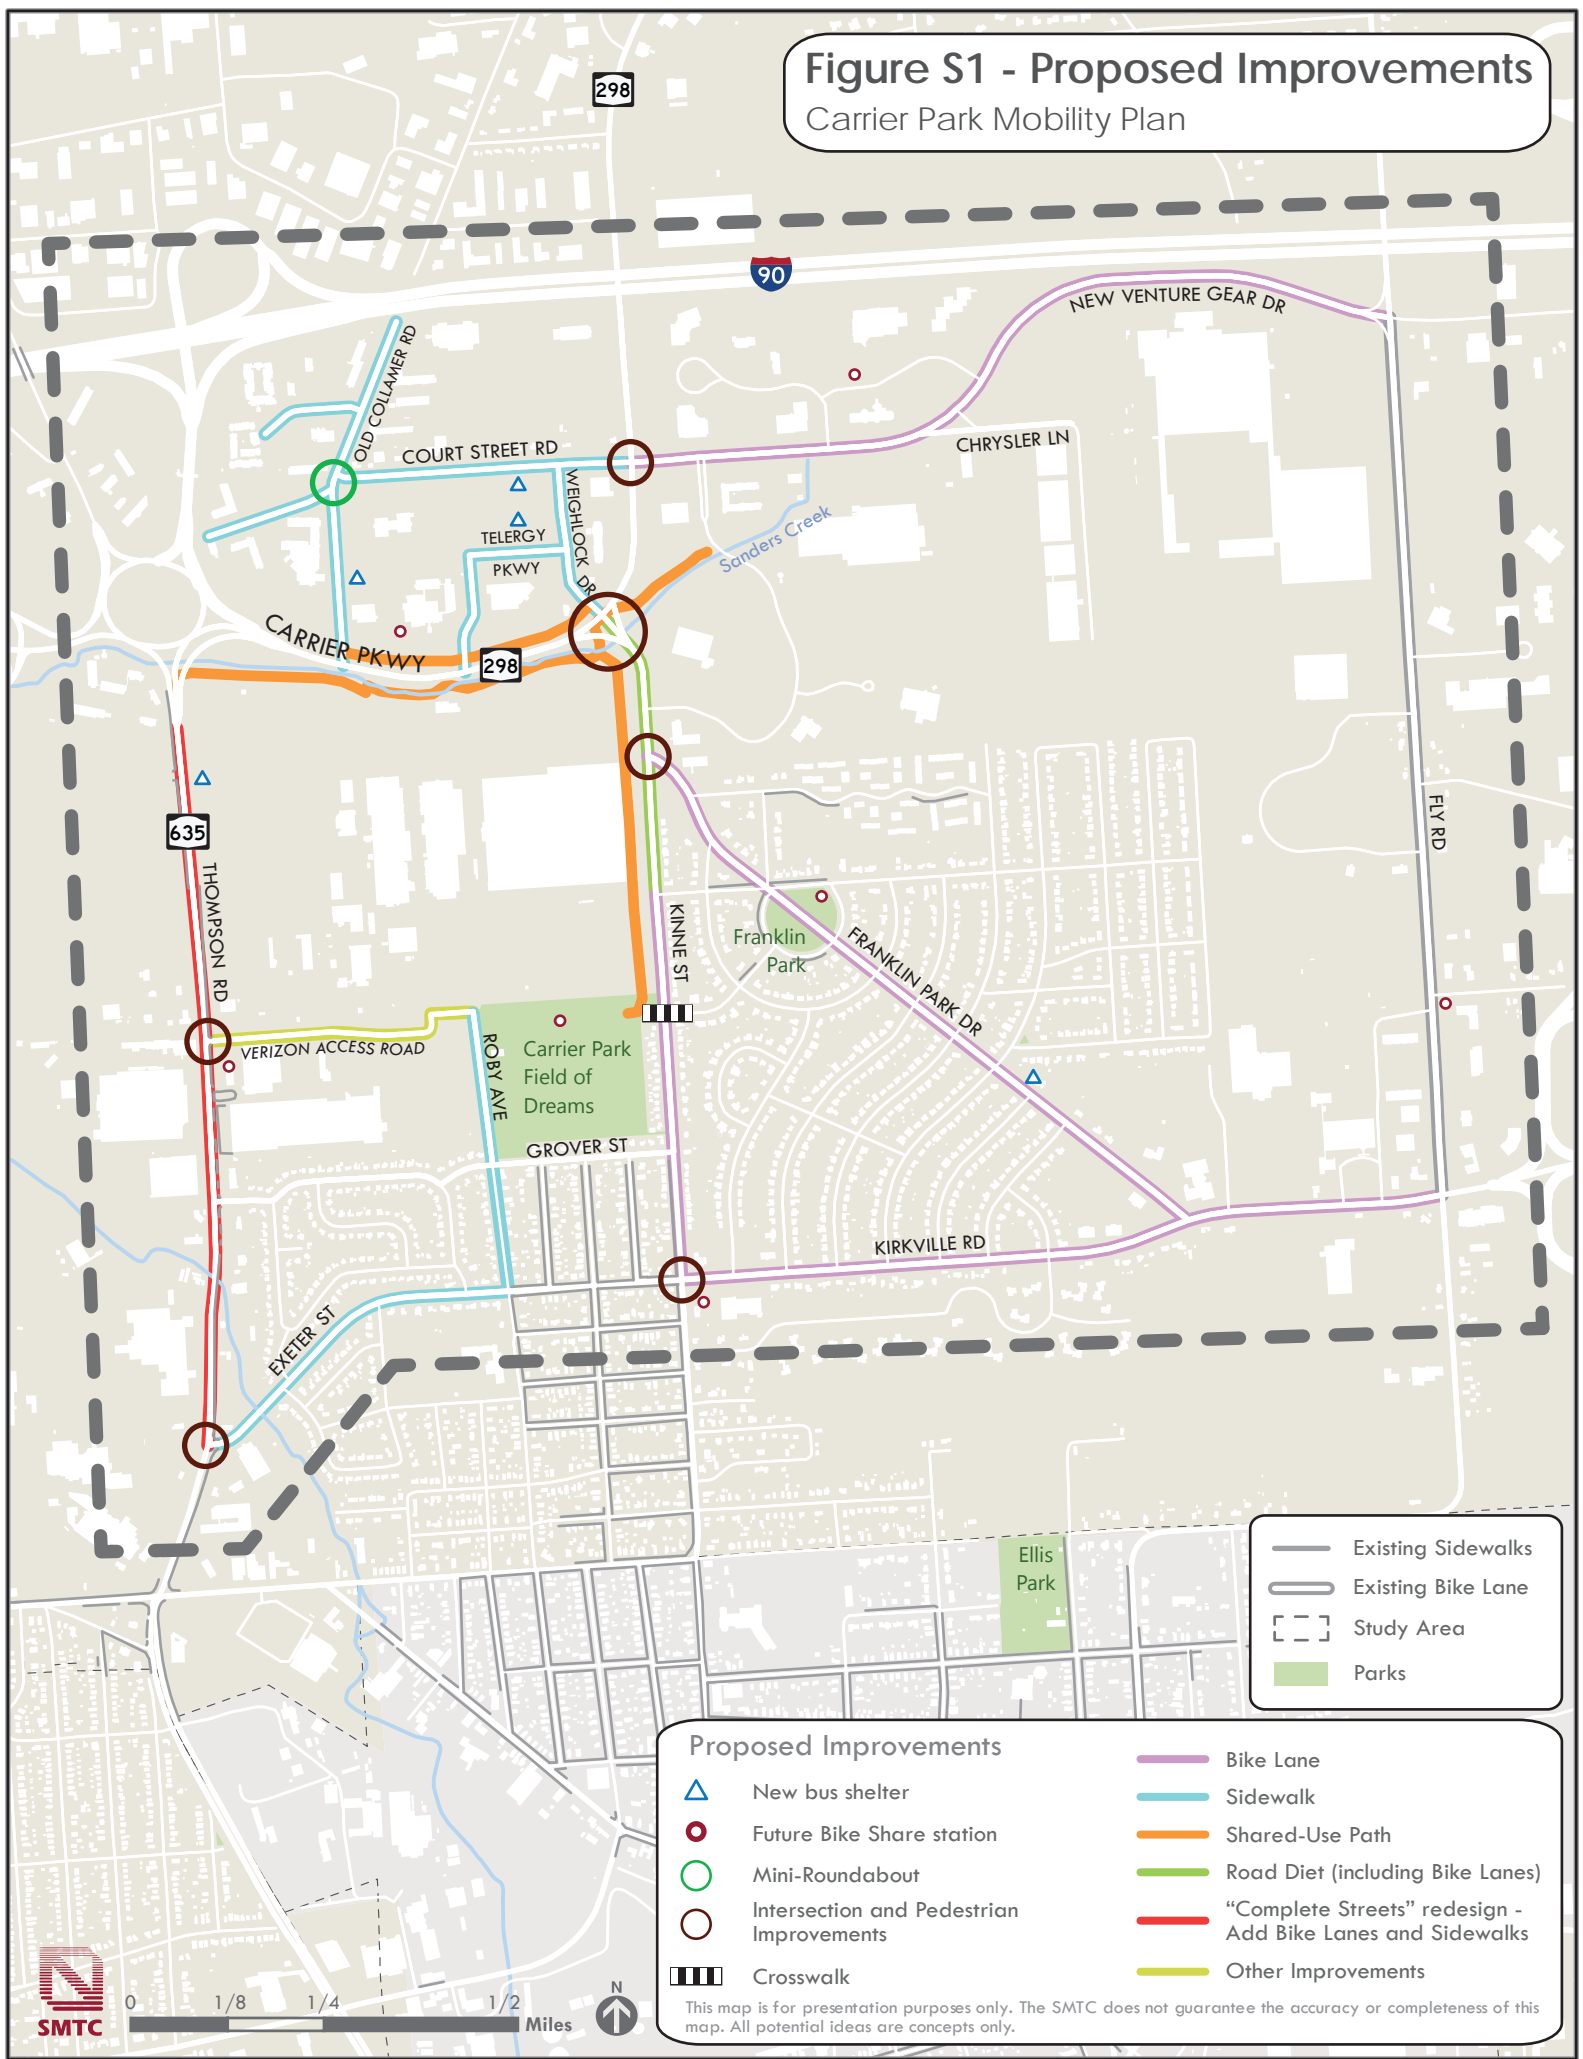 Figure S1 - Proposed Improvements
Carrier Park Mobility Plan
298
90
NEW VENTURE GEAR DR
OLD COLLAMER RD
COURT STREET RD
CHRYSLER LN
WEIGHLOCK DR
TELERGY
PKWY
Sanders Creek
CARRIER PKWY
298
635
THOMPSON RD
FLY RD
KINNE ST
Franklin
Park
FRANKLIN PARK DR
VERIZON ACCESS ROAD
ROBY AVE
Carrier Park
Field of
Dreams
GROVER ST
KIRKVILLE RD
EXETER ST
Ellis
Park
Existing Sidewalks
Existing Bike Lane
Study Area
Parks
Proposed Improvements
New bus shelter
Future Bike Share station
Mini-Roundabout
Intersection and Pedestrian
Improvements
Crosswalk
Bike Lane
Sidewalk
Shared-Use Path
Road Diet (including Bike Lanes)
“Complete Streets” redesign -
Add Bike Lanes and Sidewalks
Other Improvements
This map is for presentation purposes only. The SMTC does not guarantee the accuracy or completeness of this
map. All potential ideas are concepts only.
SMTC
0 1/8 1/4 1/2
Miles
N